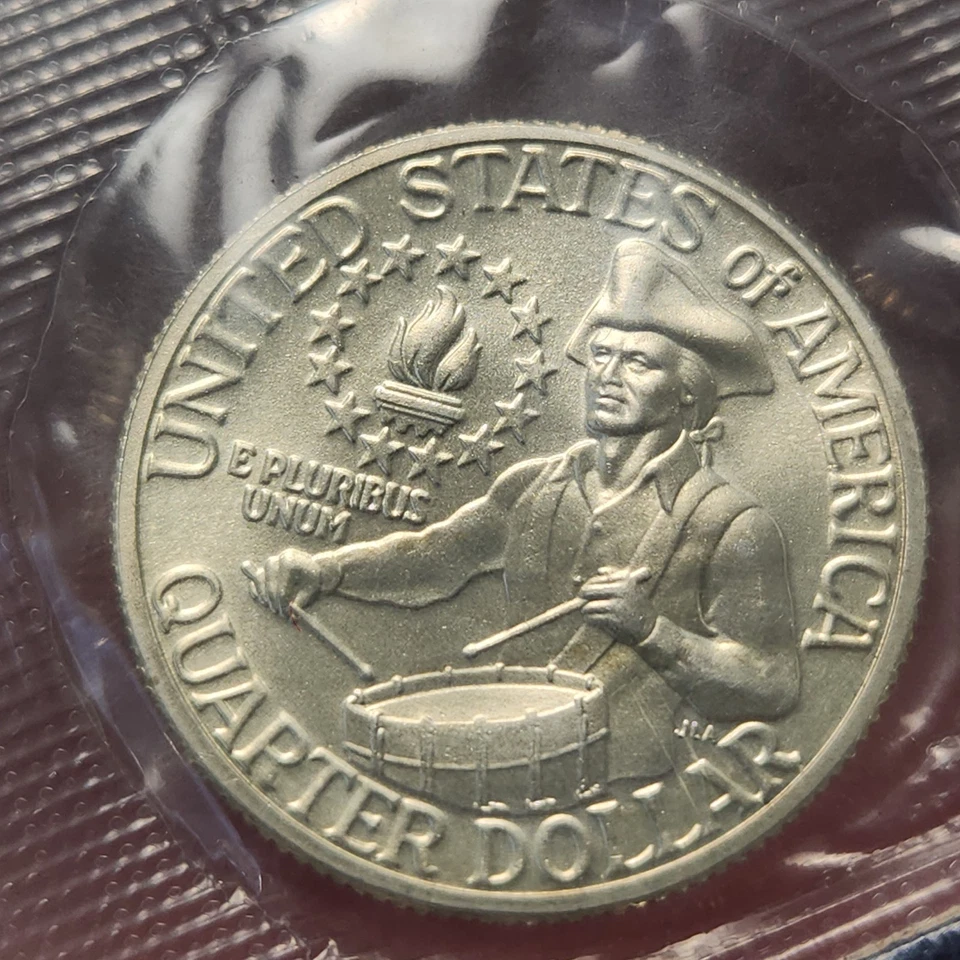 UNITED STATES of AMERICA
E PLURIBUS
UNUM
JLA
QUARTER DOLLAR